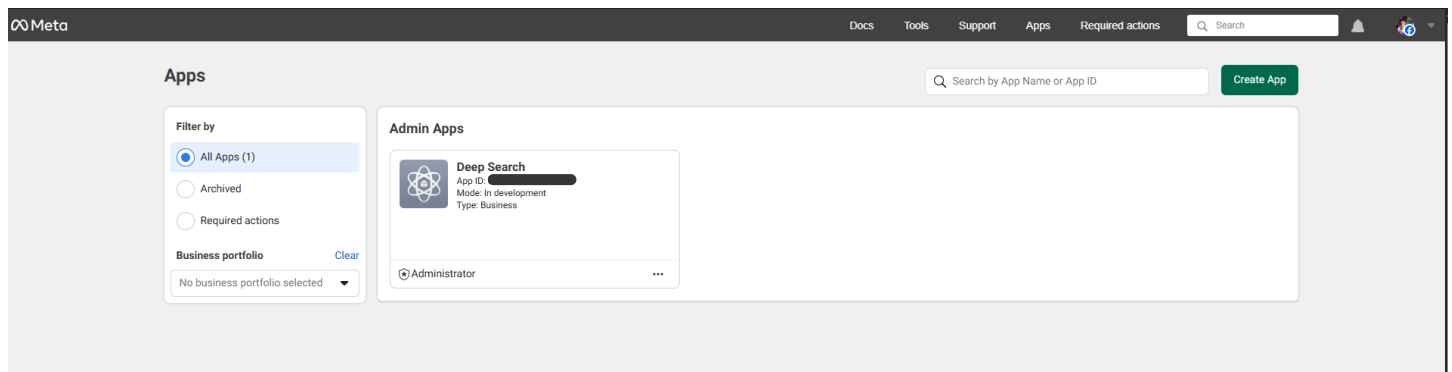 Meta
Docs Tools Support Apps Required actions Search
Apps
Search by App Name or App ID
Create App
Filter by
All Apps (1)
Archived
Required actions
Business portfolio Clear
No business portfolio selected
Admin Apps
Deep Search
App ID:
Mode: In development
Type: Business
Administrator